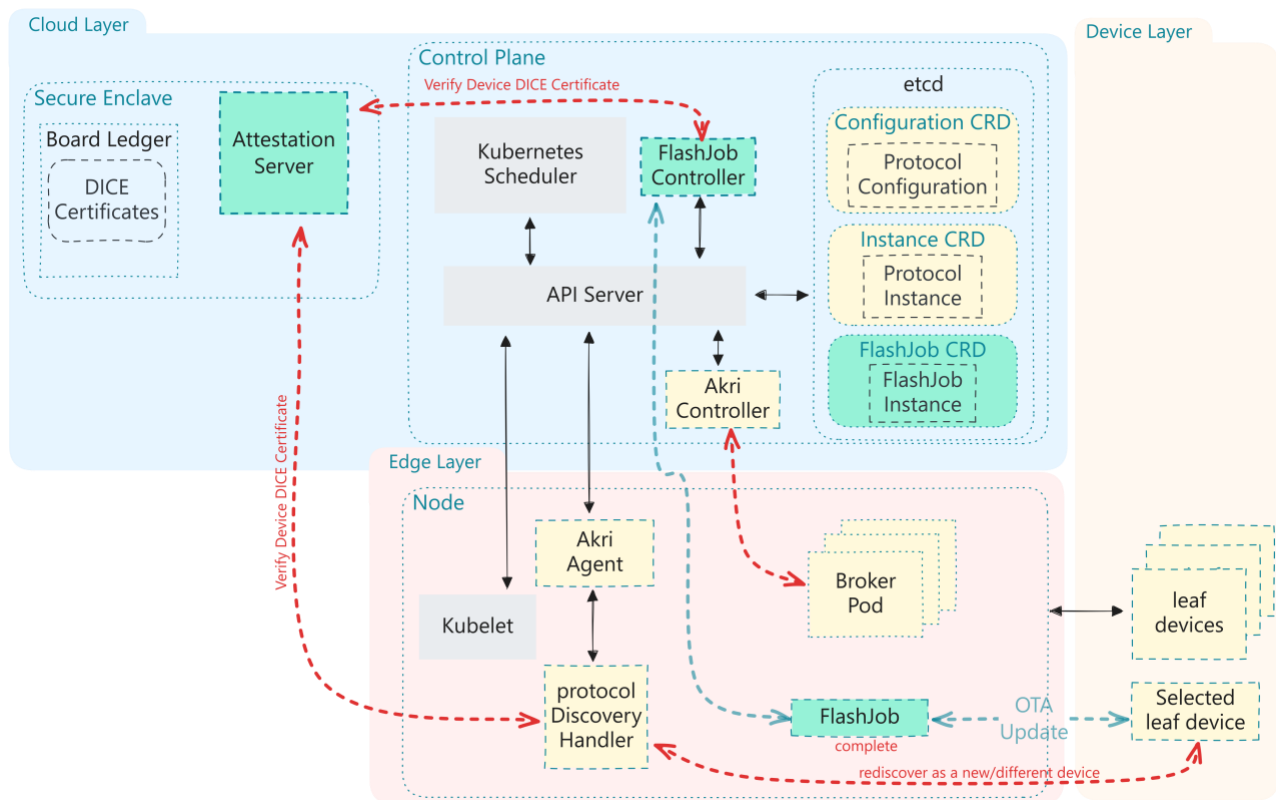 Cloud Layer
Device Layer
Control Plane
Verify Device DICE Certificate
etcd
Secure Enclave
Board Ledger
DICE
Certificates
Attestation
Server
Kubernetes
Scheduler
FlashJob
Controller
Configuration CRD
Protocol
Configuration
Instance CRD
Protocol
Instance
API Server
FlashJob CRD
FlashJob
Instance
Akri
Controller
Verify Device DICE Certificate
Edge Layer
Node
Akri
Agent
Kubelet
Broker
Pod
leaf
devices
protocol
Discovery
Handler
FlashJob
complete
OTA
Update
Selected
leaf device
rediscover as a new/different device